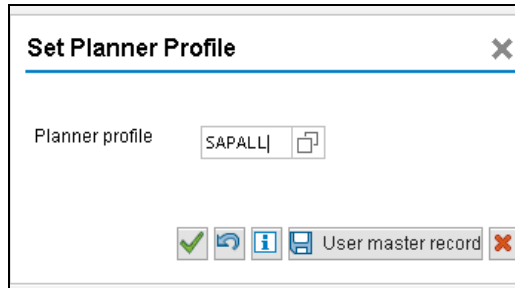 Set Planner Profile
Planner profile
SAPALL
User master record